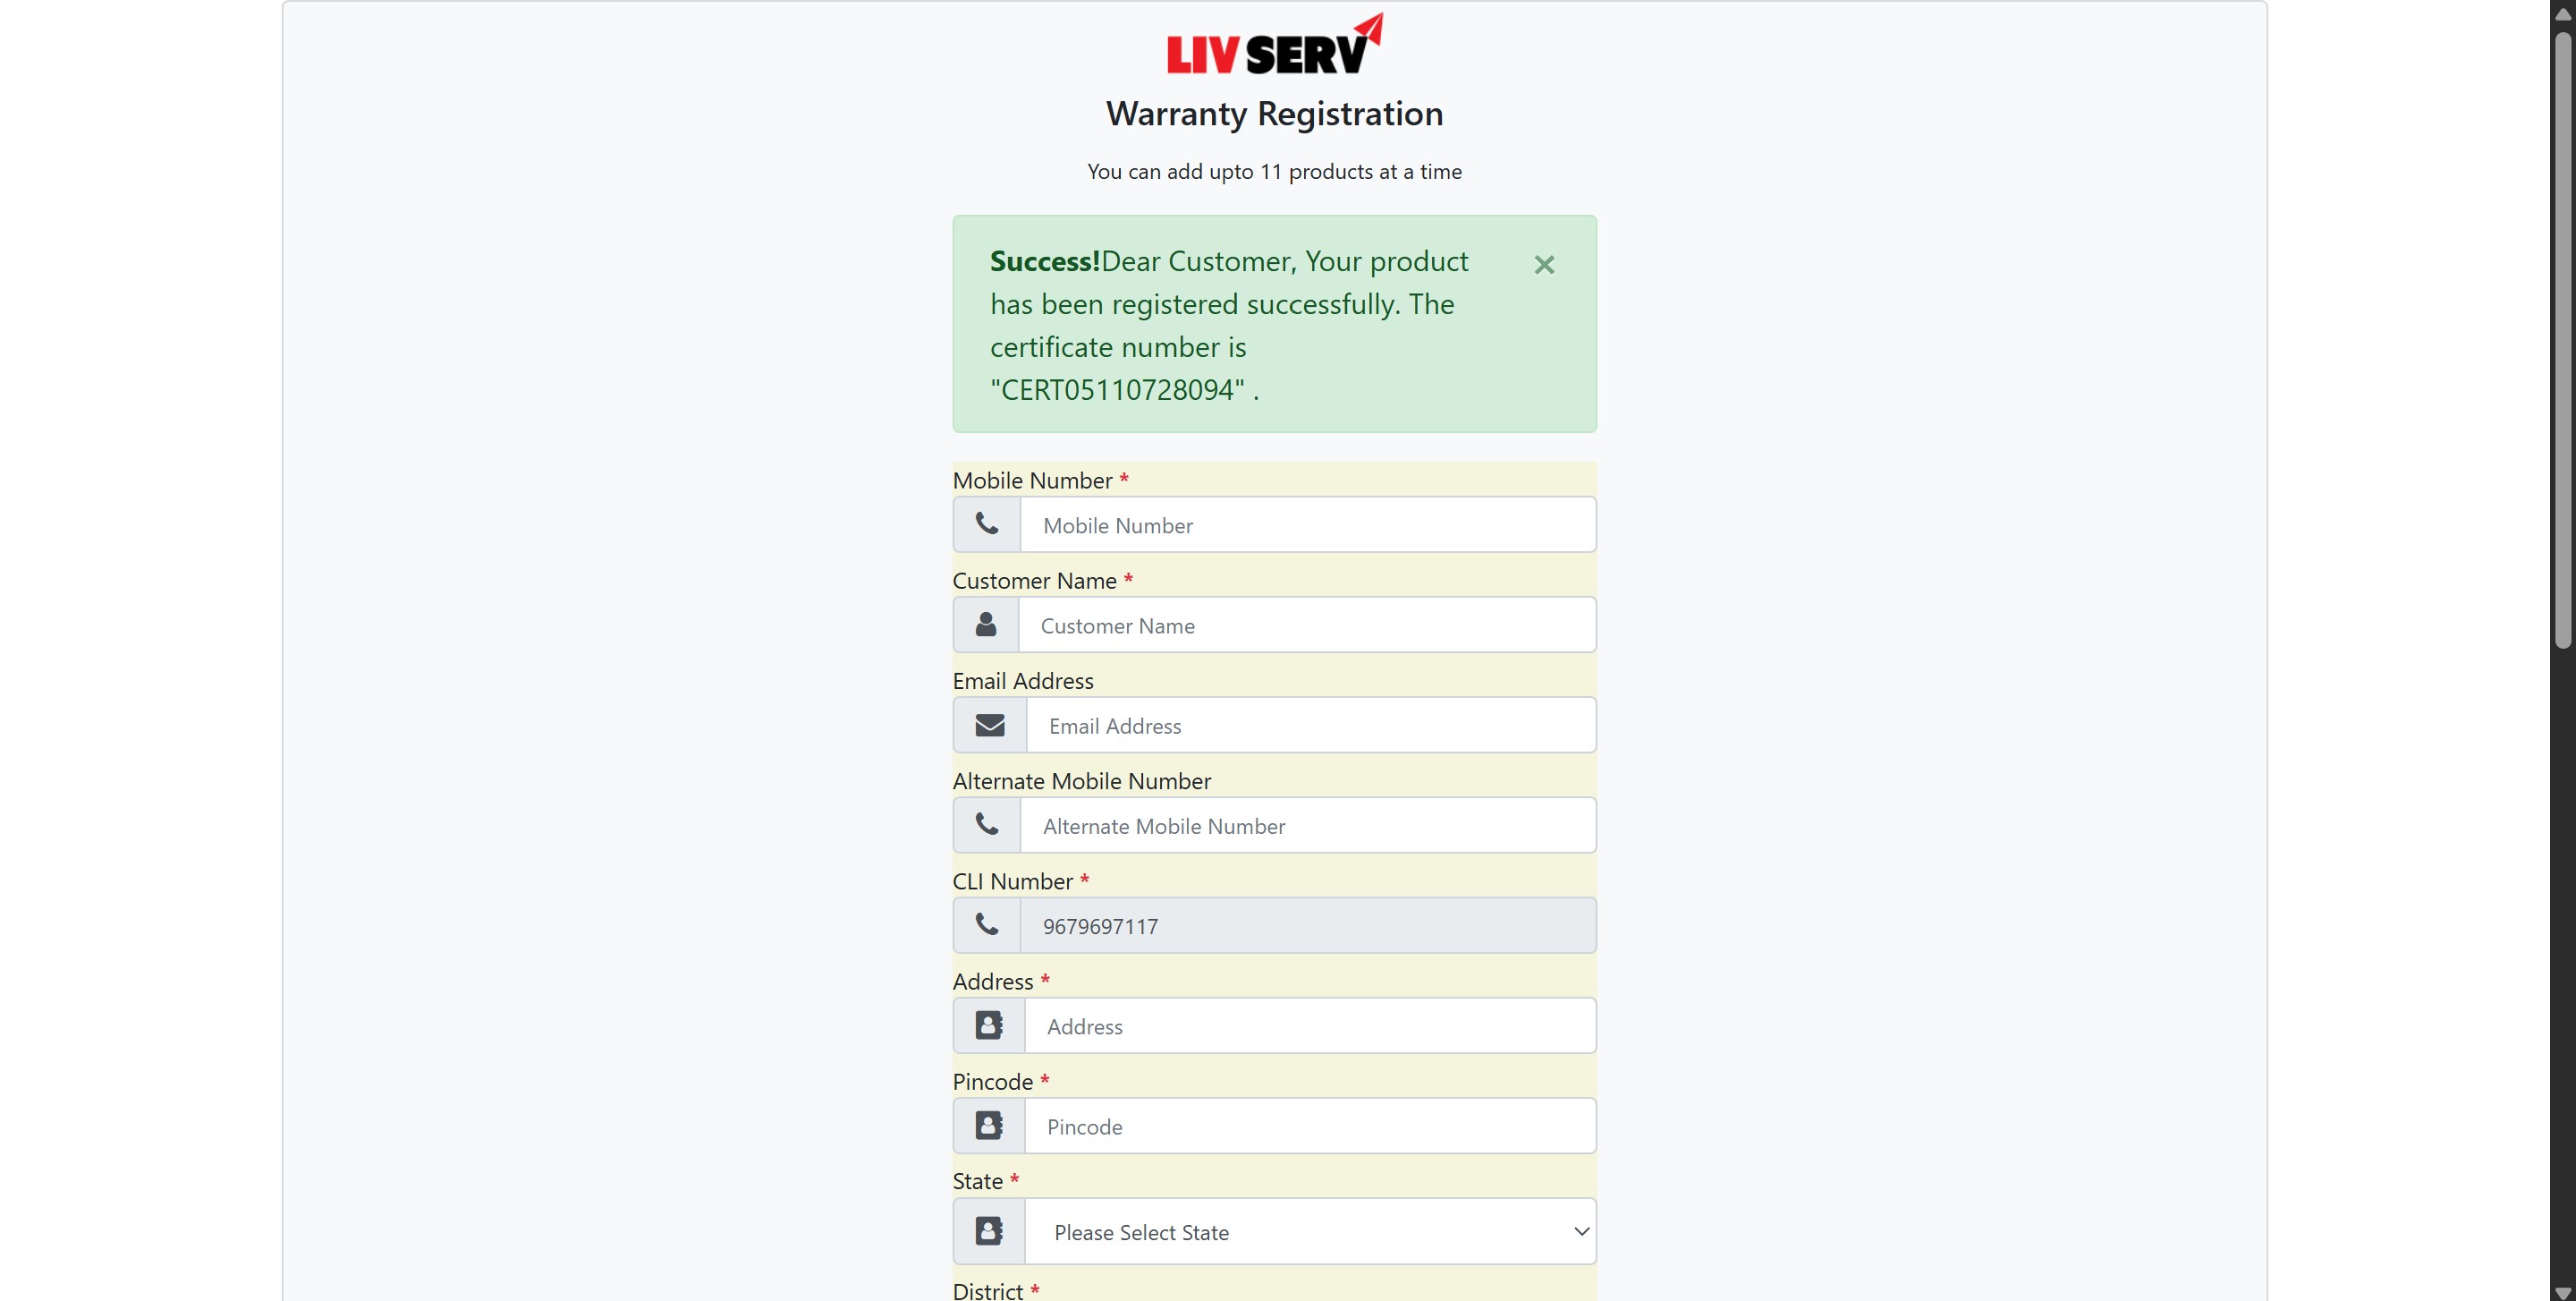 LIVSERV
Warranty Registration
You can add upto 11 products at a time
Success!Dear Customer, Your product
has been registered successfully. The
certificate number is
"CERT05110728094" .
Mobile Number *
Mobile Number
Customer Name *
Customer Name
Email Address
Email Address
Alternate Mobile Number
Alternate Mobile Number
CLI Number *
9679697117
Address *
Address
Pincode *
Pincode
State *
Please Select State
District *